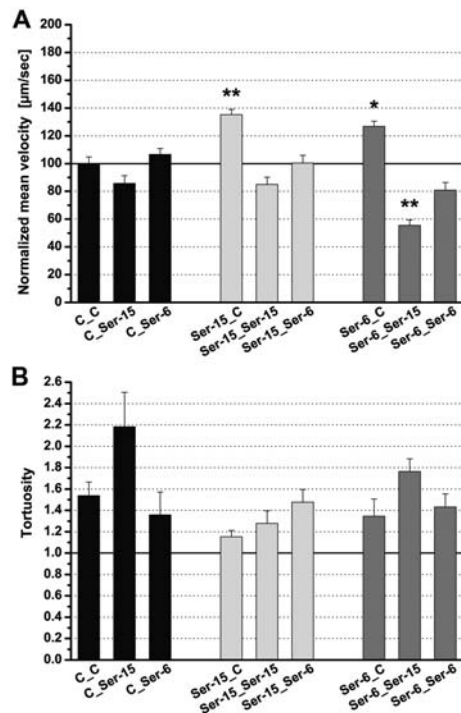 A
Normalized mean velocity [µm/sec]
200
180
160
140
120
100
80
60
40
20
0
**
*
**
C_C
C_Ser-15
C_Ser-6
Ser-15_C
Ser-15_Ser-15
Ser-15_Ser-6
Ser-6_C
Ser-6_Ser-15
Ser-6_Ser-6
B
Tortuosity
2.6
2.4
2.2
2.0
1.8
1.6
1.4
1.2
1.0
0.8
0.6
0.4
0.2
0.0
C_C
C_Ser-15
C_Ser-6
Ser-15_C
Ser-15_Ser-15
Ser-15_Ser-6
Ser-6_C
Ser-6_Ser-15
Ser-6_Ser-6